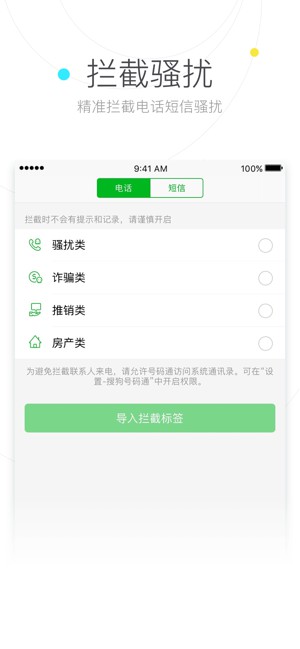 拦截骚扰
精准拦截电话短信骚扰
9:41 AM
100%
电话
短信
拦截时不会有提示和记录，请谨慎开启
骚扰类
诈骗类
推销类
房产类
为避免拦截联系人来电，请允许号码通访问系统通讯录。可在“设
置-搜狗号码通”中开启权限。
导入拦截标签